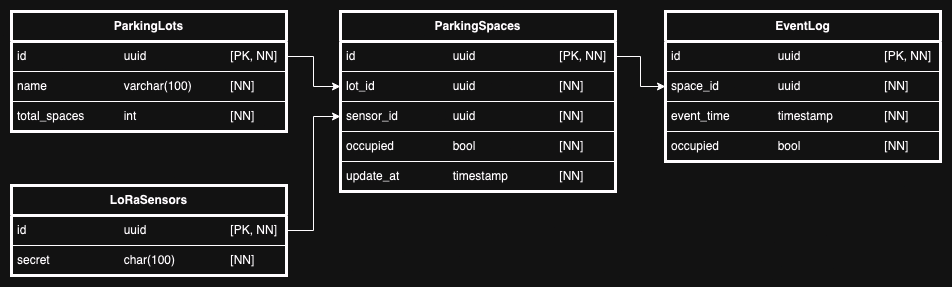 ParkingLots
id uuid [PK, NN]
name varchar(100) [NN]
total_spaces int [NN]
ParkingSpaces
id uuid [PK, NN]
lot_id uuid [NN]
sensor_id uuid [NN]
occupied bool [NN]
update_at timestamp [NN]
EventLog
id uuid [PK, NN]
space_id uuid [NN]
event_time timestamp [NN]
occupied bool [NN]
LoRaSensors
id uuid [PK, NN]
secret char(100) [NN]